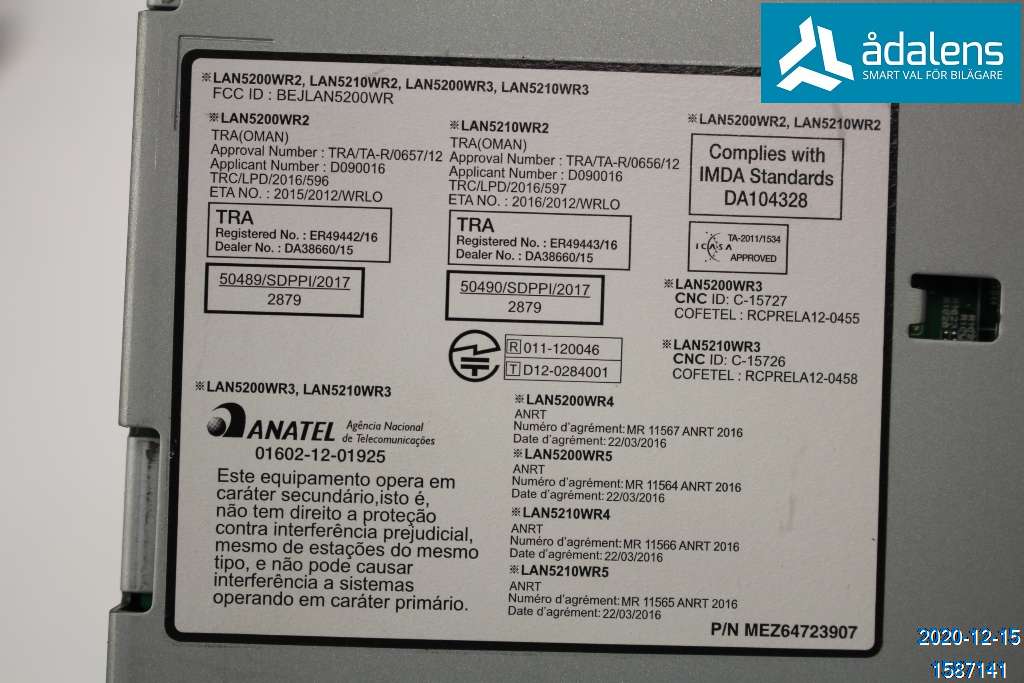 ådalens
SMART VAL FÖR BILÄGARE
※LAN5200WR2, LAN5210WR2, LAN5200WR3, LAN5210WR3
FCC ID : BEJLAN5200WR
※LAN5200WR2
TRA(OMAN)
Approval Number : TRA/TA-R/0657/12
Applicant Number : D090016
TRC/LPD/2016/596
ETA NO. : 2015/2012/WRLO
TRA
Registered No. : ER49442/16
Dealer No. : DA38660/15
50489/SDPPI/2017
2879
※LAN5210WR2
TRA(OMAN)
Approval Number : TRA/TA-R/0656/12
Applicant Number : D090016
TRC/LPD/2016/597
ETA NO. : 2016/2012/WRLO
TRA
Registered No. : ER49443/16
Dealer No. : DA38660/15
50490/SDPPI/2017
2879
R 011-120046
T D12-0284001
※LAN5200WR2, LAN5210WR2
Complies with
IMDA Standards
DA104328
ICASA
TA-2011/1534
APPROVED
※LAN5200WR3
CNC ID: C-15727
COFETEL : RCPRELA12-0455
※LAN5210WR3
CNC ID: C-15726
COFETEL : RCPRELA12-0458
※LAN5200WR3, LAN5210WR3
ANATEL
Agência Nacional
de Telecomunicações
01602-12-01925
Este equipamento opera em
caráter secundário,isto é,
não tem direito a proteção
contra interferência prejudicial,
mesmo de estações do mesmo
tipo, e não pode causar
interferência a sistemas
operando em caráter primário.
※LAN5200WR4
ANRT
Numéro d'agrément: MR 11567 ANRT 2016
Date d'agrément: 22/03/2016
※LAN5200WR5
ANRT
Numéro d'agrément: MR 11564 ANRT 2016
Date d'agrément: 22/03/2016
※LAN5210WR4
ANRT
Numéro d'agrément: MR 11566 ANRT 2016
Date d'agrément: 22/03/2016
※LAN5210WR5
ANRT
Numéro d'agrément: MR 11565 ANRT 2016
Date d'agrément: 22/03/2016
P/N MEZ64723907
2020-12-15
1587141